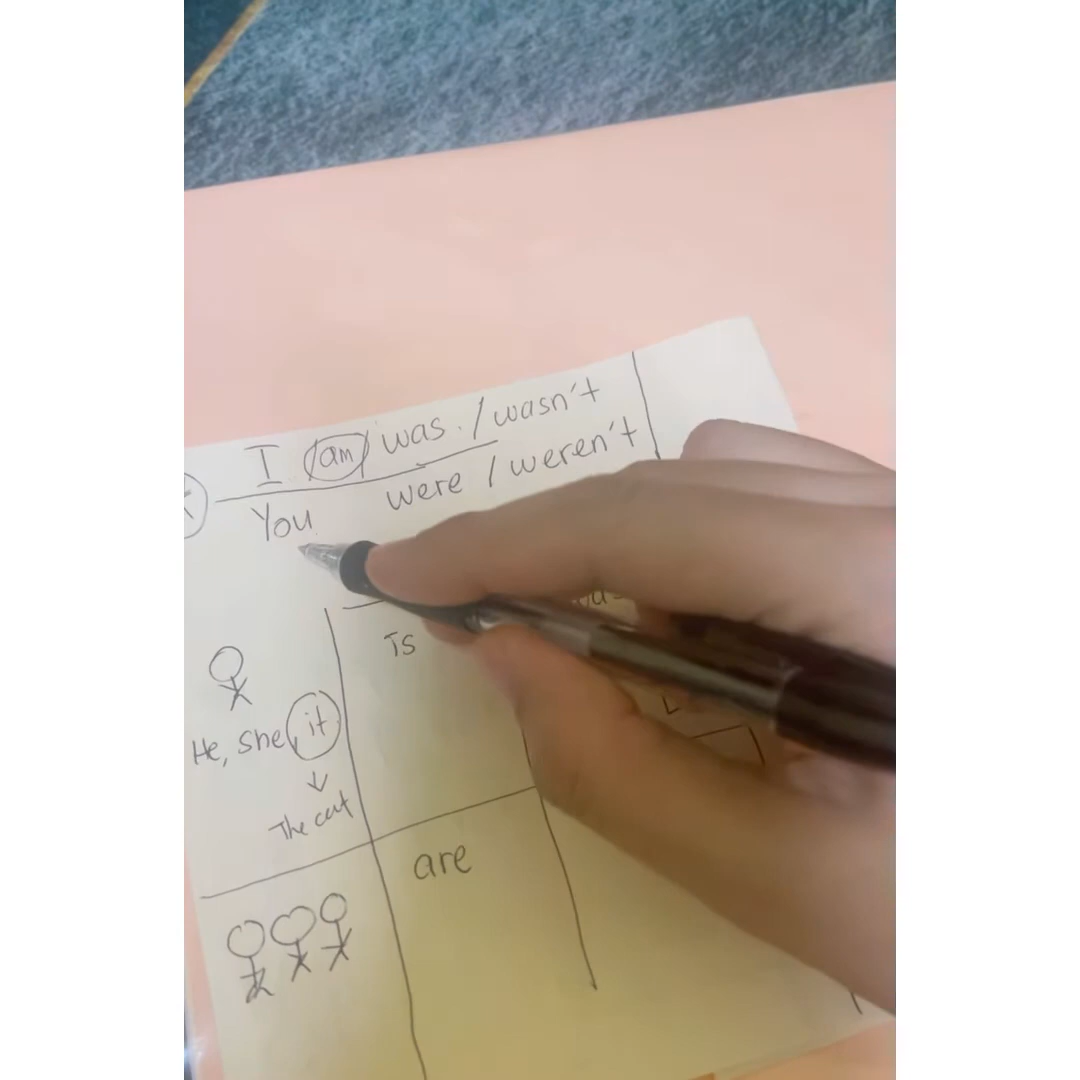 I (am) was. / wasn't
You were / weren't
Is
He, She, it
The cat
are